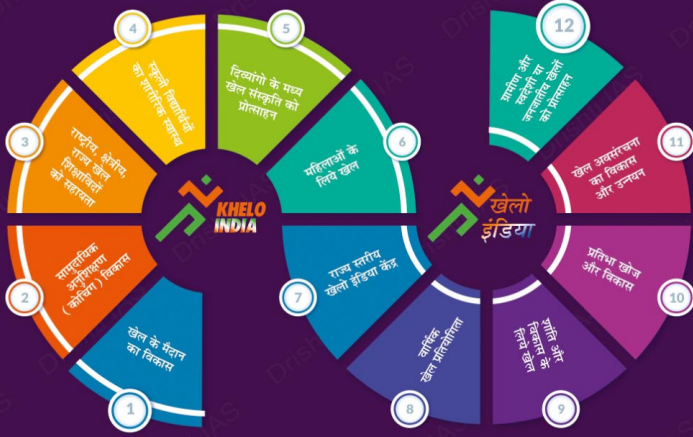 1
खेल के मैदान
का विकास
2
सामुदायिक
अनुशिक्षण
(कोचिंग) विकास
3
राष्ट्रीय, क्षेत्रीय,
राज्य खेल
शिक्षाविदों
को सहायता
4
स्कूली विद्यार्थियों
का शारीरिक स्वास्थ्य
5
दिव्यांगो के मध्य
खेल संस्कृति को
प्रोत्साहन
6
महिलाओं के
लिये खेल
KHELO
INDIA
7
राज्य स्तरीय
खेलो इंडिया केंद्र
8
वार्षिक
खेल प्रतियोगिता
9
शांति और
विकास के
लिये खेल
10
प्रतिभा खोज
और विकास
11
खेल अवसंरचना
का विकास
और उन्नयन
12
ग्रामीण और
स्वदेशी या
जनजातीय खेलों
को प्रोत्साहन
खेलो
इंडिया